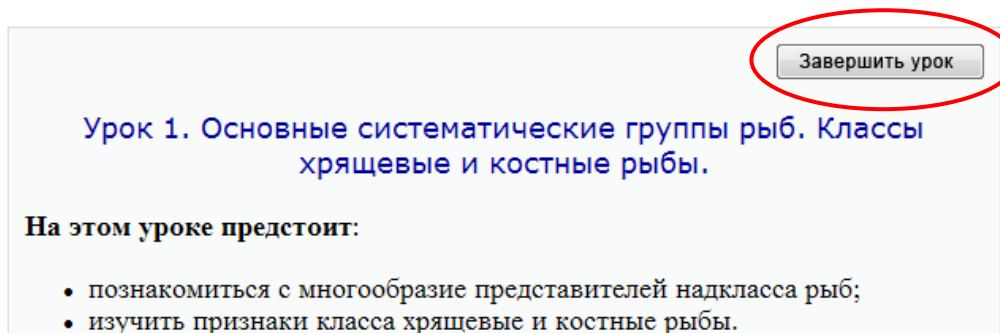 Завершить урок
Урок 1. Основные систематические группы рыб. Классы
хрящевые и костные рыбы.
На этом уроке предстоит:
• познакомиться с многообразие представителей надкласса рыб;
• изучить признаки класса хрящевые и костные рыбы.